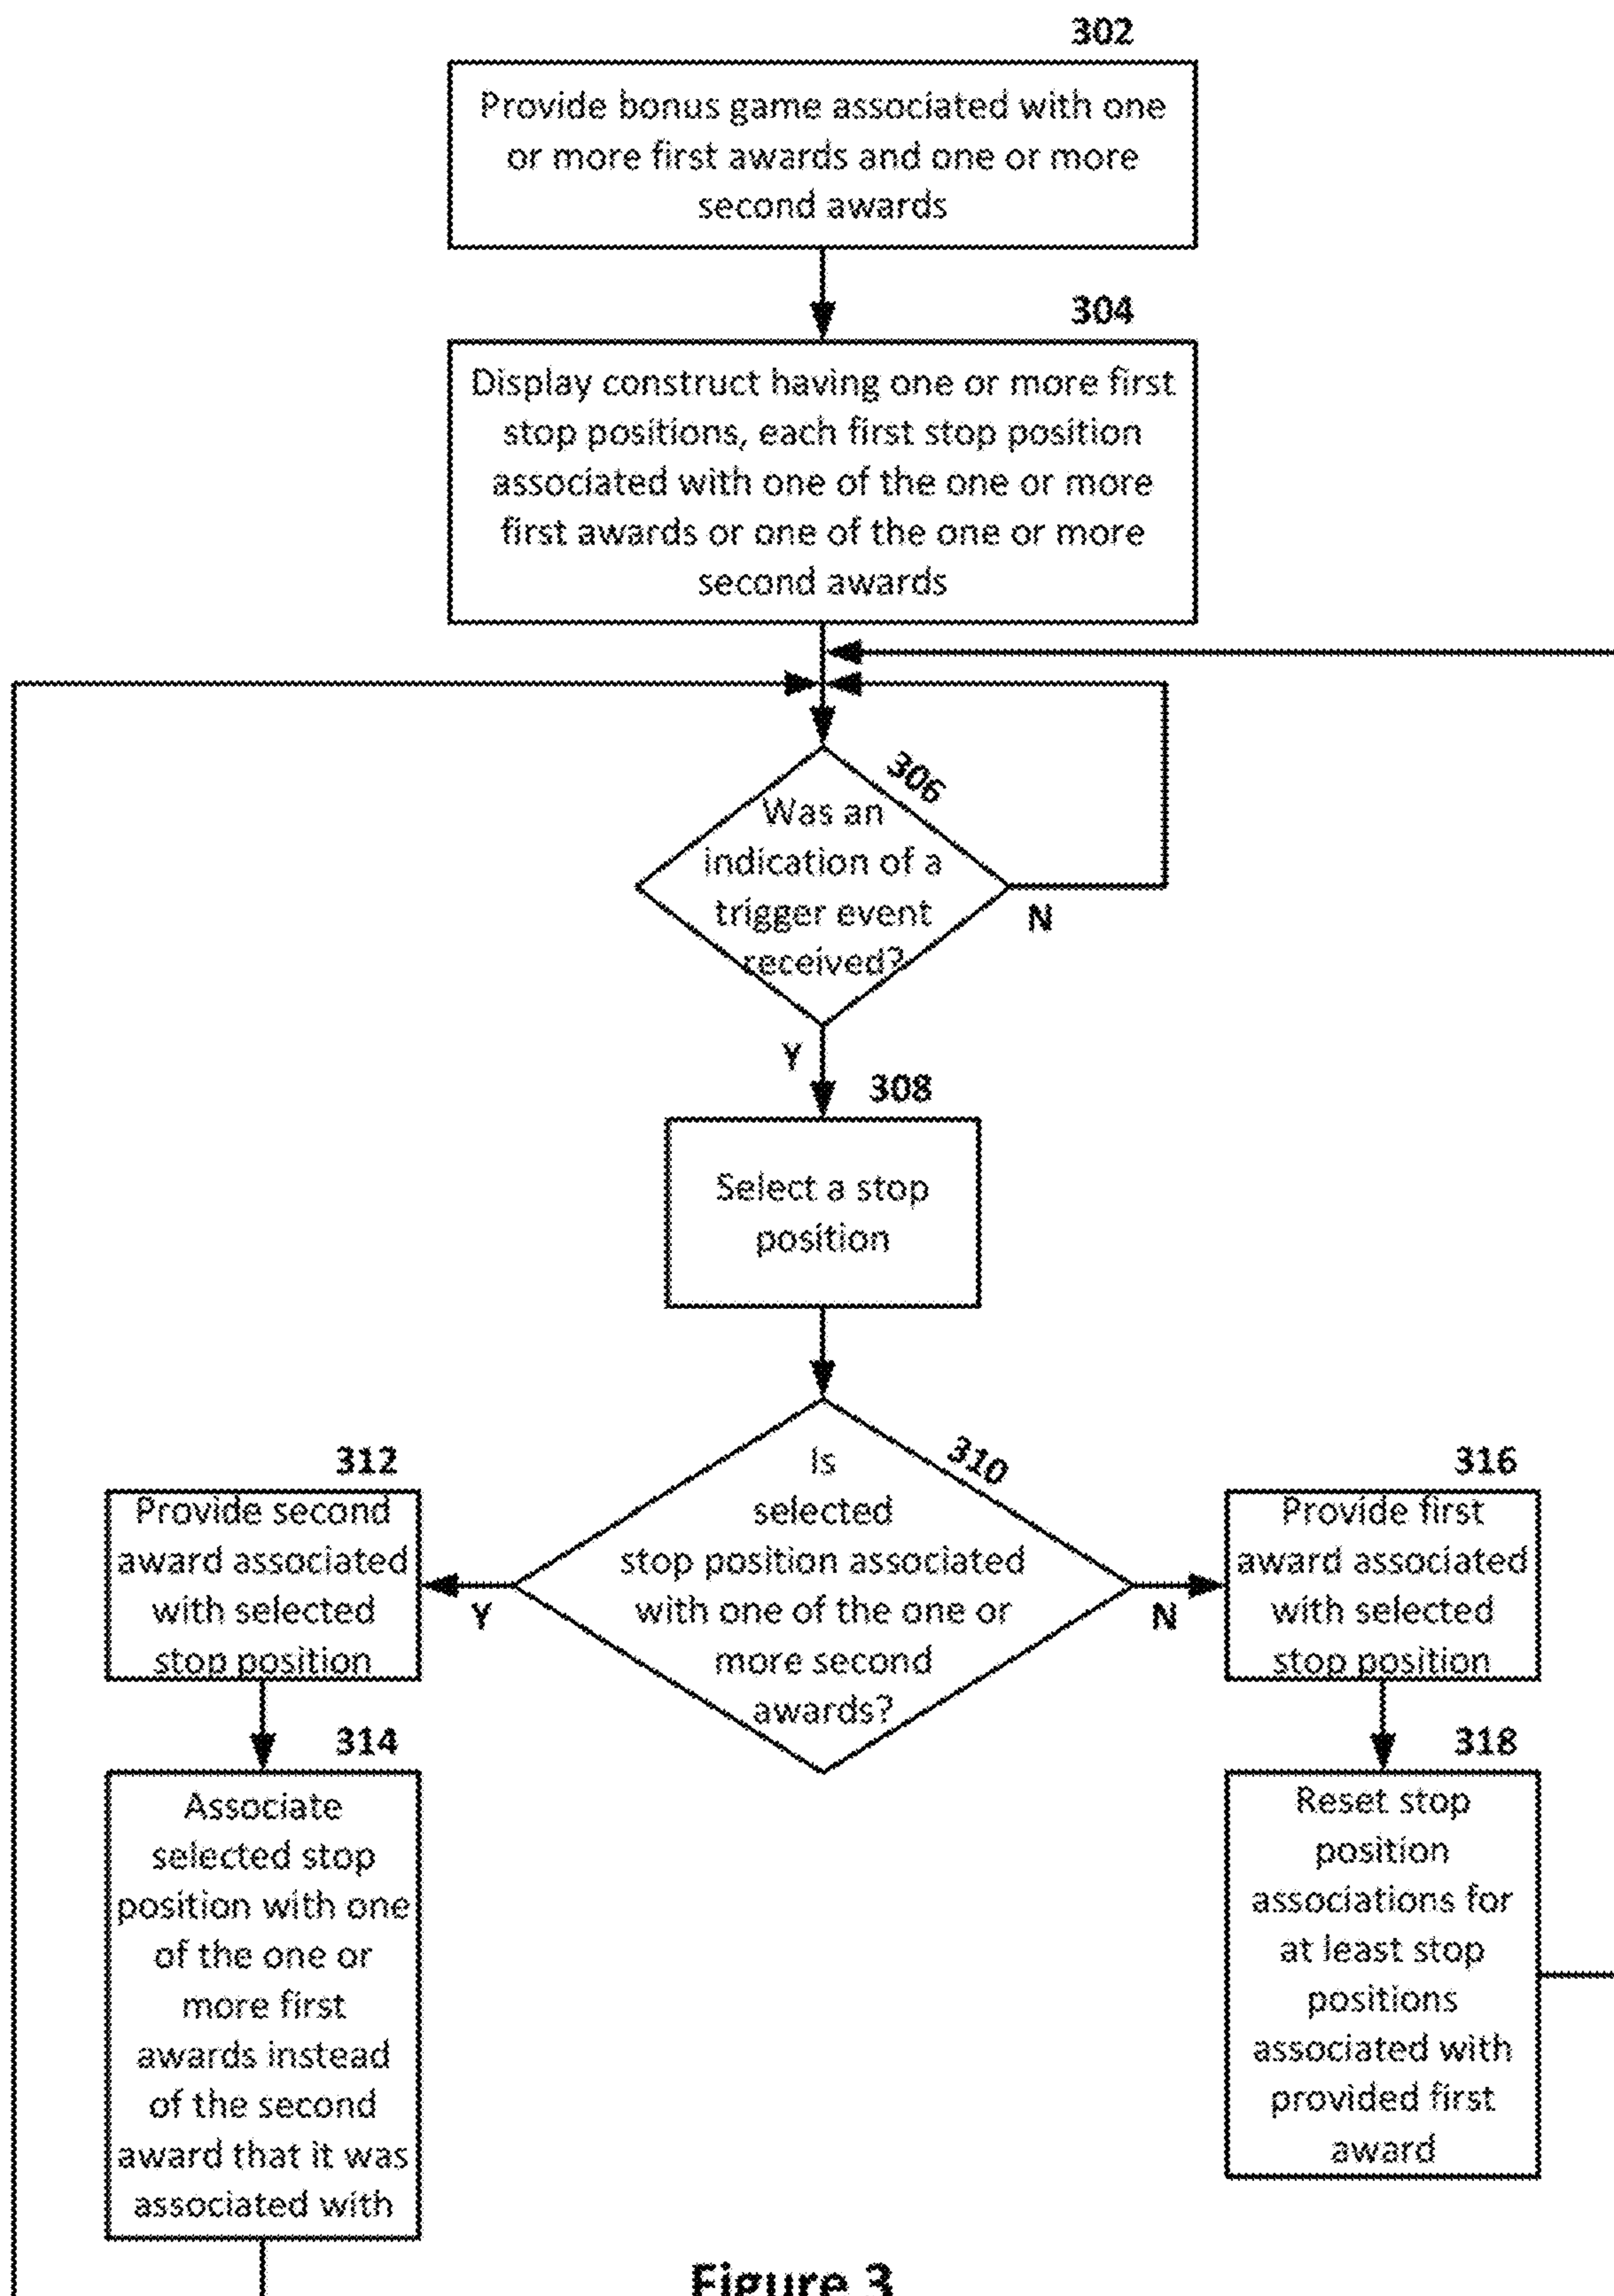 302
Provide bonus game associated with one
or more first awards and one or more
second awards
304
Display construct having one or more first
stop positions, each first stop position
associated with one of the one or more
first awards or one of the one or more
second awards
306
Was an
indication of a
trigger event
received?
N
Y
308
Select a stop
position
310
Is
selected
stop position associated
with one of the one or
more second
awards?
Y
N
312
Provide second
award associated
with selected
stop position
314
Associate
selected stop
position with one
of the one or
more first
awards instead
of the second
award that it was
associated with
316
Provide first
award associated
with selected
stop position
318
Reset stop
position
associations for
at least stop
positions
associated with
provided first
award
Figure 3